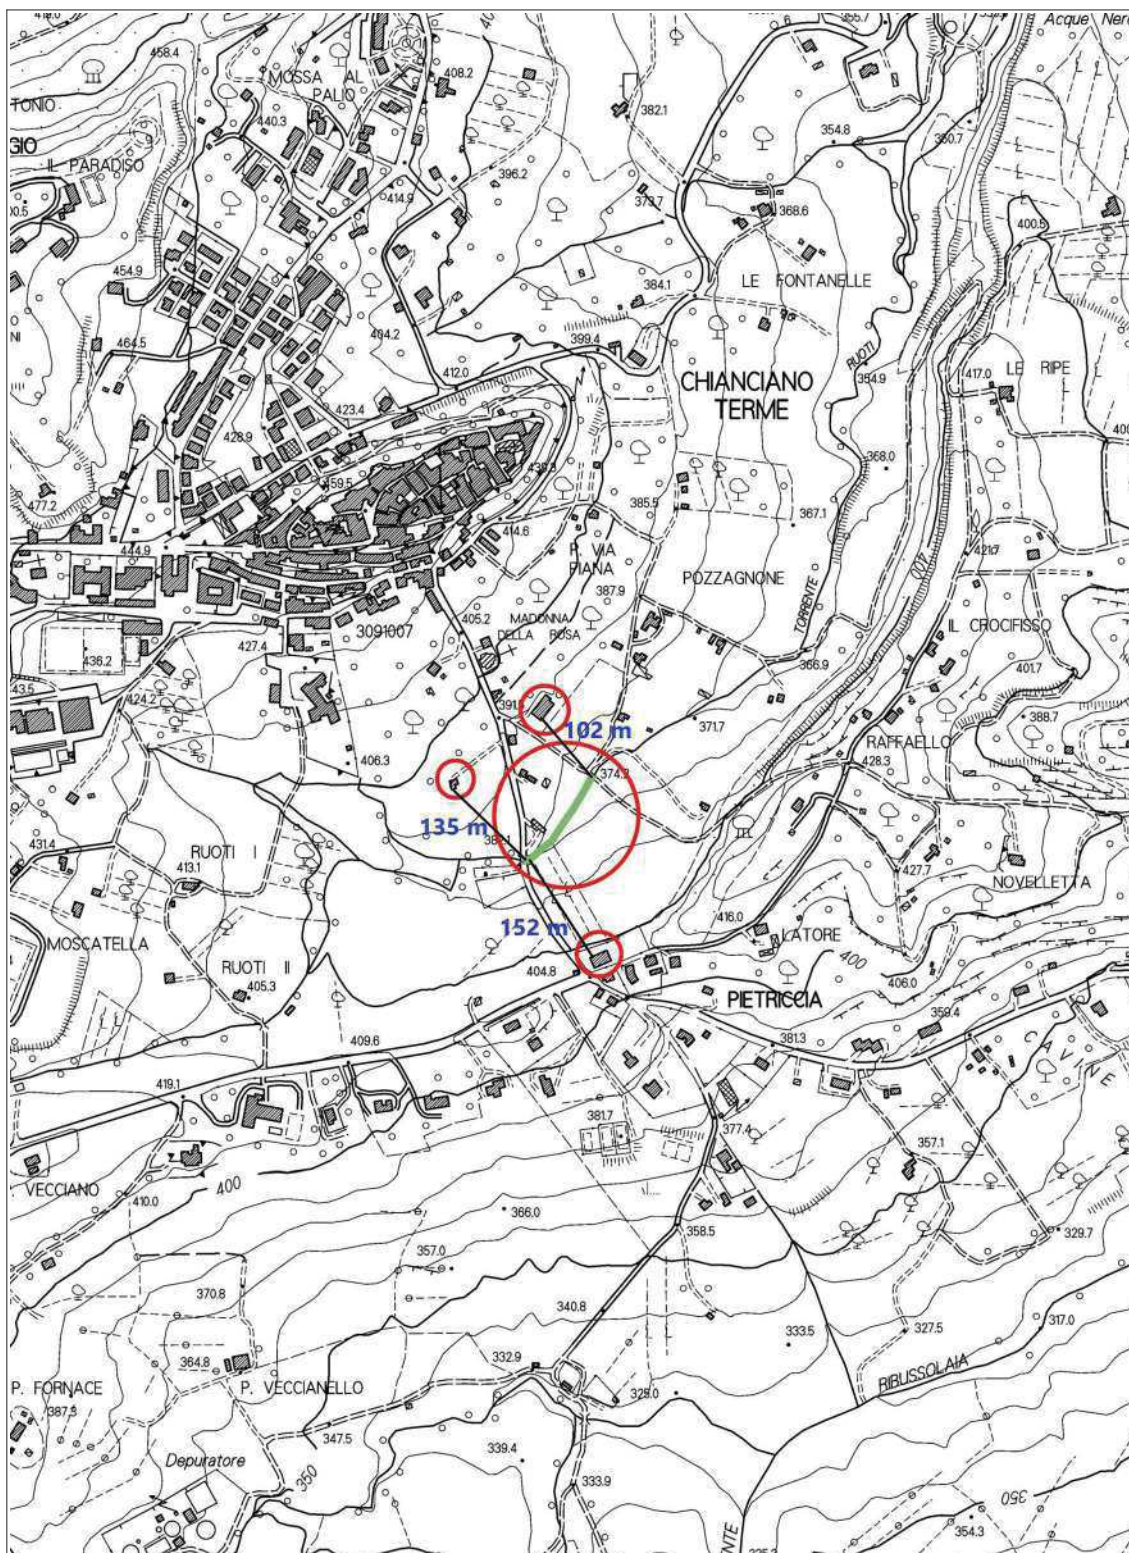 458.4
355.7
Acque Nere
MOSSA AL
PALIO
408.2
TONIO
GIO
IL PARADISO
440.3
382.1
354.8
350.7
396.2
414.9
373.7
368.6
400.5
454.9
384.1
LE FONTANELLE
404.2
399.4
464.5
412.0
CHIANCIANO
TERME
RUOTI
354.9
417.0
LE RIPE
423.4
428.9
439.3
368.0
459.5
477.2
385.5
367.1
444.9
414.6
P. VIA
PIANA
421.7
POZZAGNONE
387.9
TORRENTE
405.2
MADONNA
DELLA ROSA
3091007
IL CROCIFISSO
427.4
436.2
366.9
401.7
424.2
371.7
388.7
102 m
RAFFAELLO
406.3
374.2
428.3
135 m
431.4
RUOTI I
413.1
427.7
NOVELLETTA
416.0
152 m
MOSCATELLA
LATORE
RUOTI II
404.8
400
405.3
406.0
PIETRICCIA
359.4
409.6
381.3
CAVINE
419.1
381.7
377.4
357.1
VECCIANO
400
410.0
366.0
358.5
329.7
357.0
370.8
340.8
333.5
327.5
317.0
364.8
332.9
RIBUSSOLAIA
P. FORNACE
P. VECCIANELLO
325.0
387.3
347.5
339.4
Depuratore
350
333.9
350
354.3